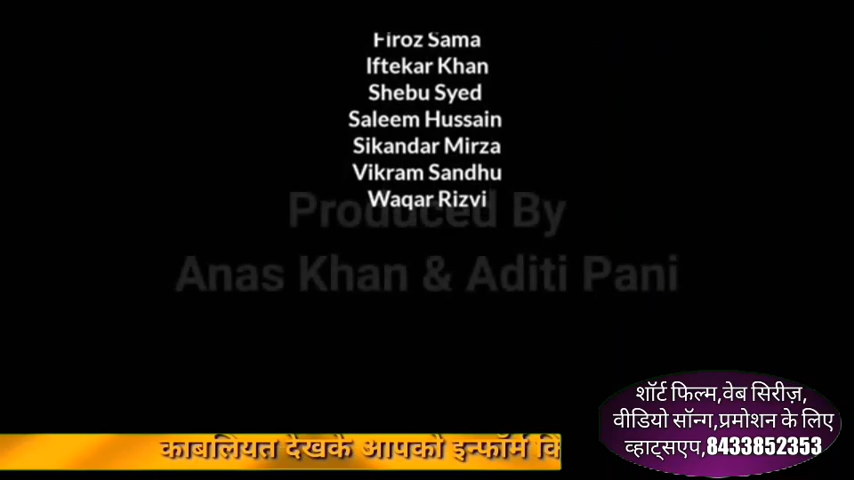 Firoz Sama
Iftekar Khan
Shebu Syed
Saleem Hussain
Sikandar Mirza
Vikram Sandhu
Waqar Rizvi
Produced By
Anas Khan & Aditi Pani
शॉर्ट फिल्म,वेब सिरीज़,
वीडियो सॉन्ग,प्रमोशन के लिए
व्हाट्सएप,8433852353
काबलियत देखकै आपकौ इन्फॉर्म